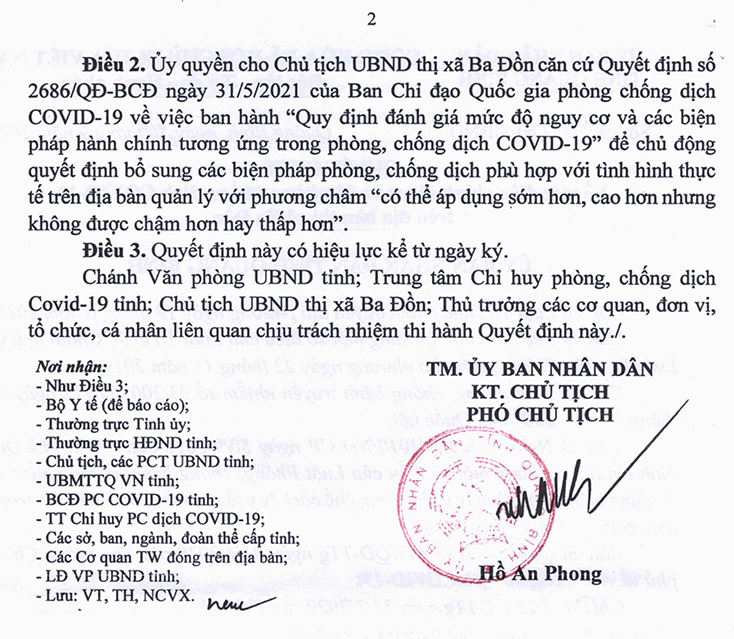 2
Điều 2. Ủy quyền cho Chủ tịch UBND thị xã Ba Đồn căn cứ Quyết định số
2686/QĐ-BCĐ ngày 31/5/2021 của Ban Chỉ đạo Quốc gia phòng chống dịch
COVID-19 về việc ban hành “Quy định đánh giá mức độ nguy cơ và các biện
pháp hành chính tương ứng trong phòng, chống dịch COVID-19” để chủ động
quyết định bổ sung các biện pháp phòng, chống dịch phù hợp với tình hình thực
tế trên địa bàn quản lý với phương châm “có thể áp dụng sớm hơn, cao hơn nhưng
không được chậm hơn hay thấp hơn”.
Điều 3. Quyết định này có hiệu lực kể từ ngày ký.
Chánh Văn phòng UBND tỉnh; Trung tâm Chỉ huy phòng, chống dịch
Covid-19 tỉnh; Chủ tịch UBND thị xã Ba Đồn; Thủ trưởng các cơ quan, đơn vị,
tổ chức, cá nhân liên quan chịu trách nhiệm thi hành Quyết định này./.
Nơi nhận:
- Như Điều 3;
- Bộ Y tế (để báo cáo);
- Thường trực Tỉnh ủy;
- Thường trực HĐND tỉnh;
- Chủ tịch, các PCT UBND tỉnh;
- UBMTTQ VN tỉnh;
- BCĐ PC COVID-19 tỉnh;
- TT Chỉ huy PC dịch COVID-19;
- Các sở, ban, ngành, đoàn thể cấp tỉnh;
- Các Cơ quan TW đóng trên địa bàn;
- LĐ VP UBND tỉnh;
- Lưu: VT, TH, NCVX.
TM. ỦY BAN NHÂN DÂN
KT. CHỦ TỊCH
PHÓ CHỦ TỊCH
ỦY BAN NHÂN DÂN TỈNH QUẢNG BÌNH
Hồ An Phong